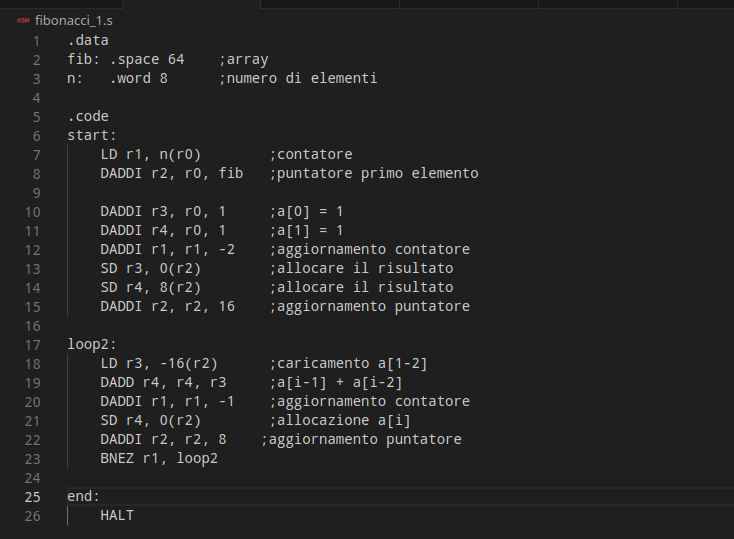 ASM fibonacci_1.s
1 .data
2 fib: .space 64 ;array
3 n: .word 8 ;numero di elementi
4
5 .code
6 start:
7 LD r1, n(r0) ;contatore
8 DADDI r2, r0, fib ;puntatore primo elemento
9
10 DADDI r3, r0, 1 ;a[0] = 1
11 DADDI r4, r0, 1 ;a[1] = 1
12 DADDI r1, r1, -2 ;aggiornamento contatore
13 SD r3, 0(r2) ;allocare il risultato
14 SD r4, 8(r2) ;allocare il risultato
15 DADDI r2, r2, 16 ;aggiornamento puntatore
16
17 loop2:
18 LD r3, -16(r2) ;caricamento a[1-2]
19 DADD r4, r4, r3 ;a[i-1] + a[i-2]
20 DADDI r1, r1, -1 ;aggiornamento contatore
21 SD r4, 0(r2) ;allocazione a[i]
22 DADDI r2, r2, 8 ;aggiornamento puntatore
23 BNEZ r1, loop2
24
25 end:
26 HALT